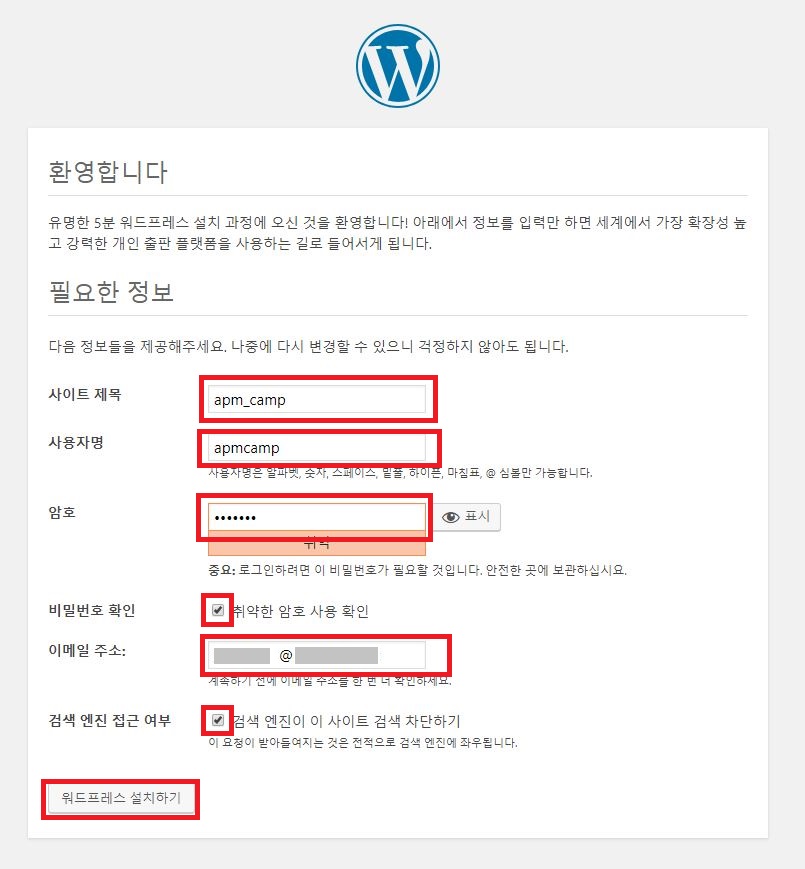 환영합니다
유명한 5분 워드프레스 설치 과정에 오신 것을 환영합니다! 아래에서 정보를 입력만 하면 세계에서 가장 확장성 높
고 강력한 개인 출판 플랫폼을 사용하는 길로 들어서게 됩니다.
필요한 정보
다음 정보들을 제공해주세요. 나중에 다시 변경할 수 있으니 걱정하지 않아도 됩니다.
사이트 제목
apm_camp
사용자명
apmcamp
사용자명은 알파벳, 숫자, 스페이스, 밑줄, 하이픈, 마침표, @ 심볼만 가능합니다.
암호
•••••••
표시
취약
중요: 로그인하려면 이 비밀번호가 필요할 것입니다. 안전한 곳에 보관하십시요.
비밀번호 확인
취약한 암호 사용 확인
이메일 주소:
@
계속하기 전에 이메일 주소를 한 번 더 확인하세요.
검색 엔진 접근 여부
검색 엔진이 이 사이트 검색 차단하기
이 요청이 받아들여지는 것은 전적으로 검색 엔진에 좌우됩니다.
워드프레스 설치하기